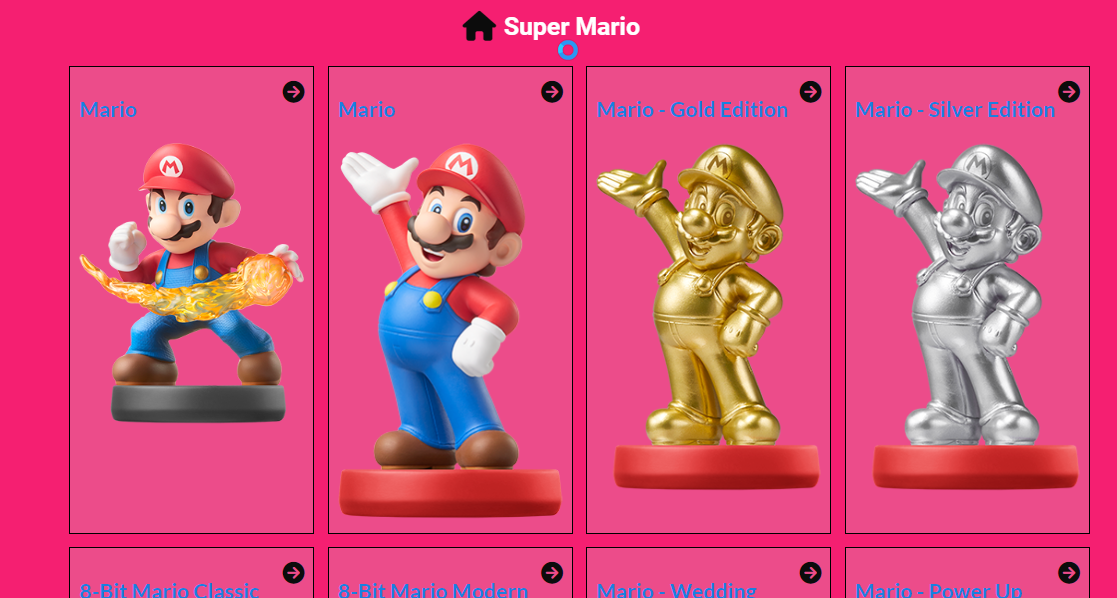 Super Mario
Mario
Mario
Mario - Gold Edition
Mario - Silver Edition
M
M
M
M
8-Bit Mario Classic
8-Bit Mario Modern
Mario - Wedding
Mario - Power Up